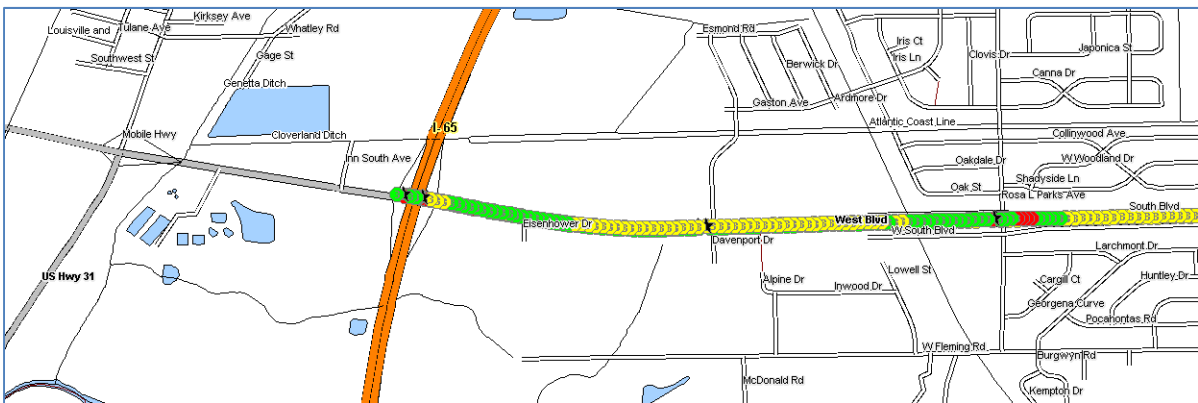 Kirksey Ave
Louisville and
Tulane Ave
Whatley Rd
Southwest St
Gage St
Genetta Ditch
Mobile Hwy
Cloverland Ditch
I-65
Inn South Ave
US Hwy 31
Esmond Rd
Berwick Dr
Iris Ct
Iris Ln
Clovis Dr
Japonica St
Canna Dr
Gaston Ave
Ardmore Dr
Atlantic Coast Line
Collinwood Ave
Oakdale Dr
W Woodland Dr
Shadyside Ln
Oak St
Rosa L Parks Ave
South Blvd
Eisenhower Dr
West Blvd
W South Blvd
Davenport Dr
Larchmont Dr
Alpine Dr
Inwood Dr
Lowell St
Cargill Ct
Huntley Dr
Georgena Curve
Pocahontas Rd
W Fleming Rd
Burgwyn Rd
McDonald Rd
Kempton Dr